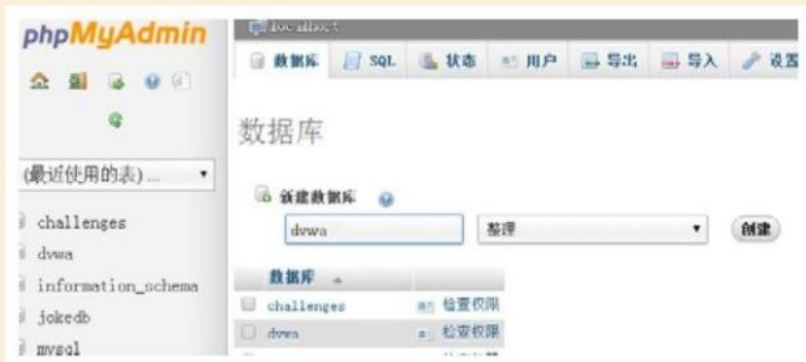 phpMyAdmin
localhost
数据库 SQL 状态 用户 导出 导入 设置
数据库
(最近使用的表) ...
新建数据库
dvwa 整理 创建
challenges
dvwa
information_schema
jokedb
mysql
数据库
challenges 检查权限
dvwa 检查权限